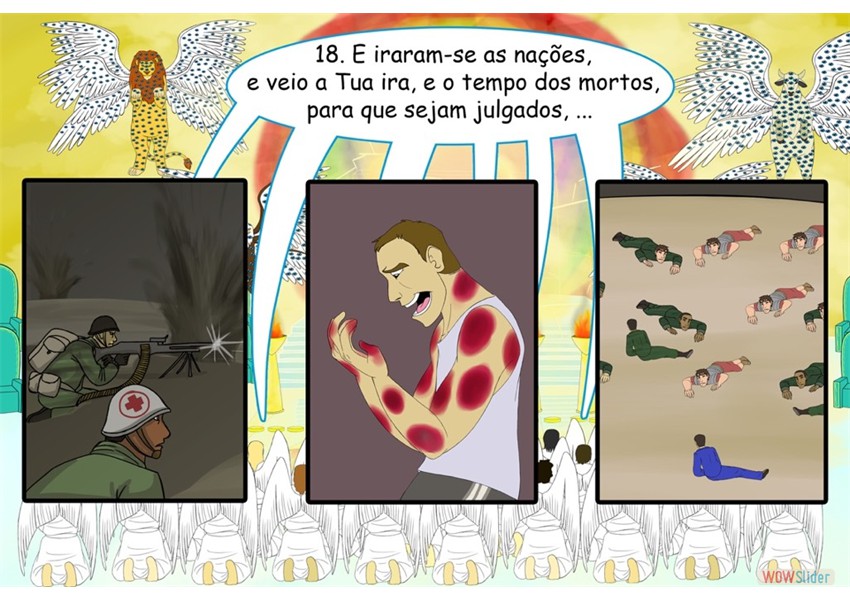 18. E iraram-se as nações,
e veio a Tua ira, e o tempo dos mortos,
para que sejam julgados, ...
WOWSlider